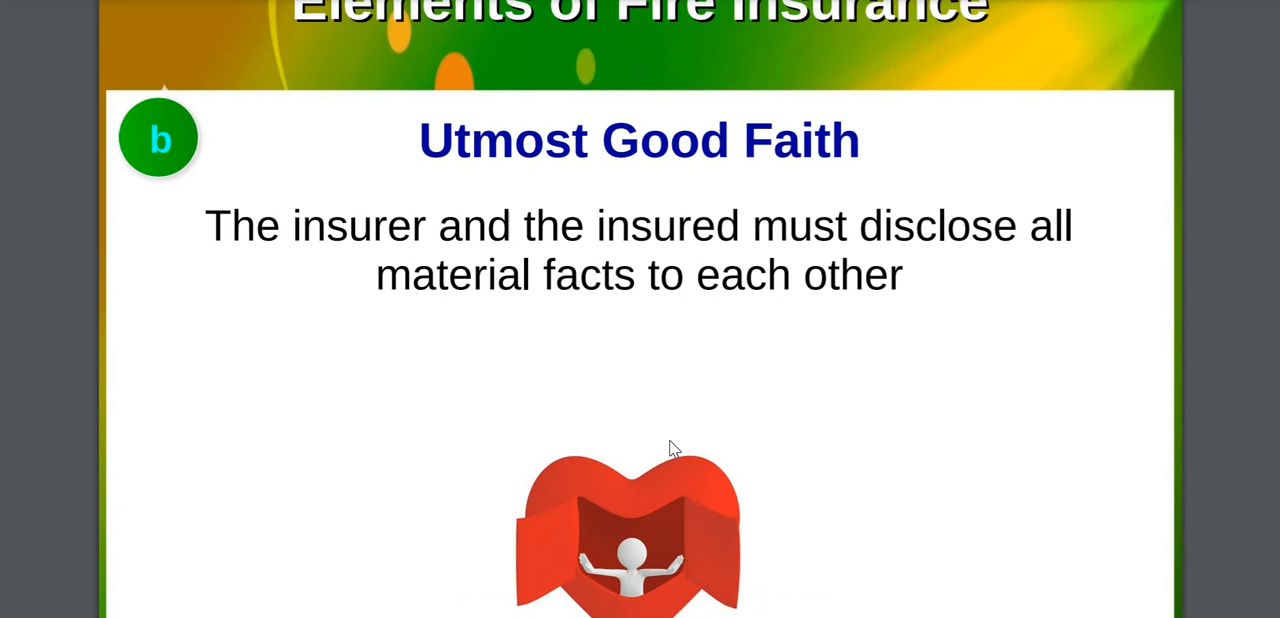 Elements of Fire Insurance
b
Utmost Good Faith
The insurer and the insured must disclose all
material facts to each other